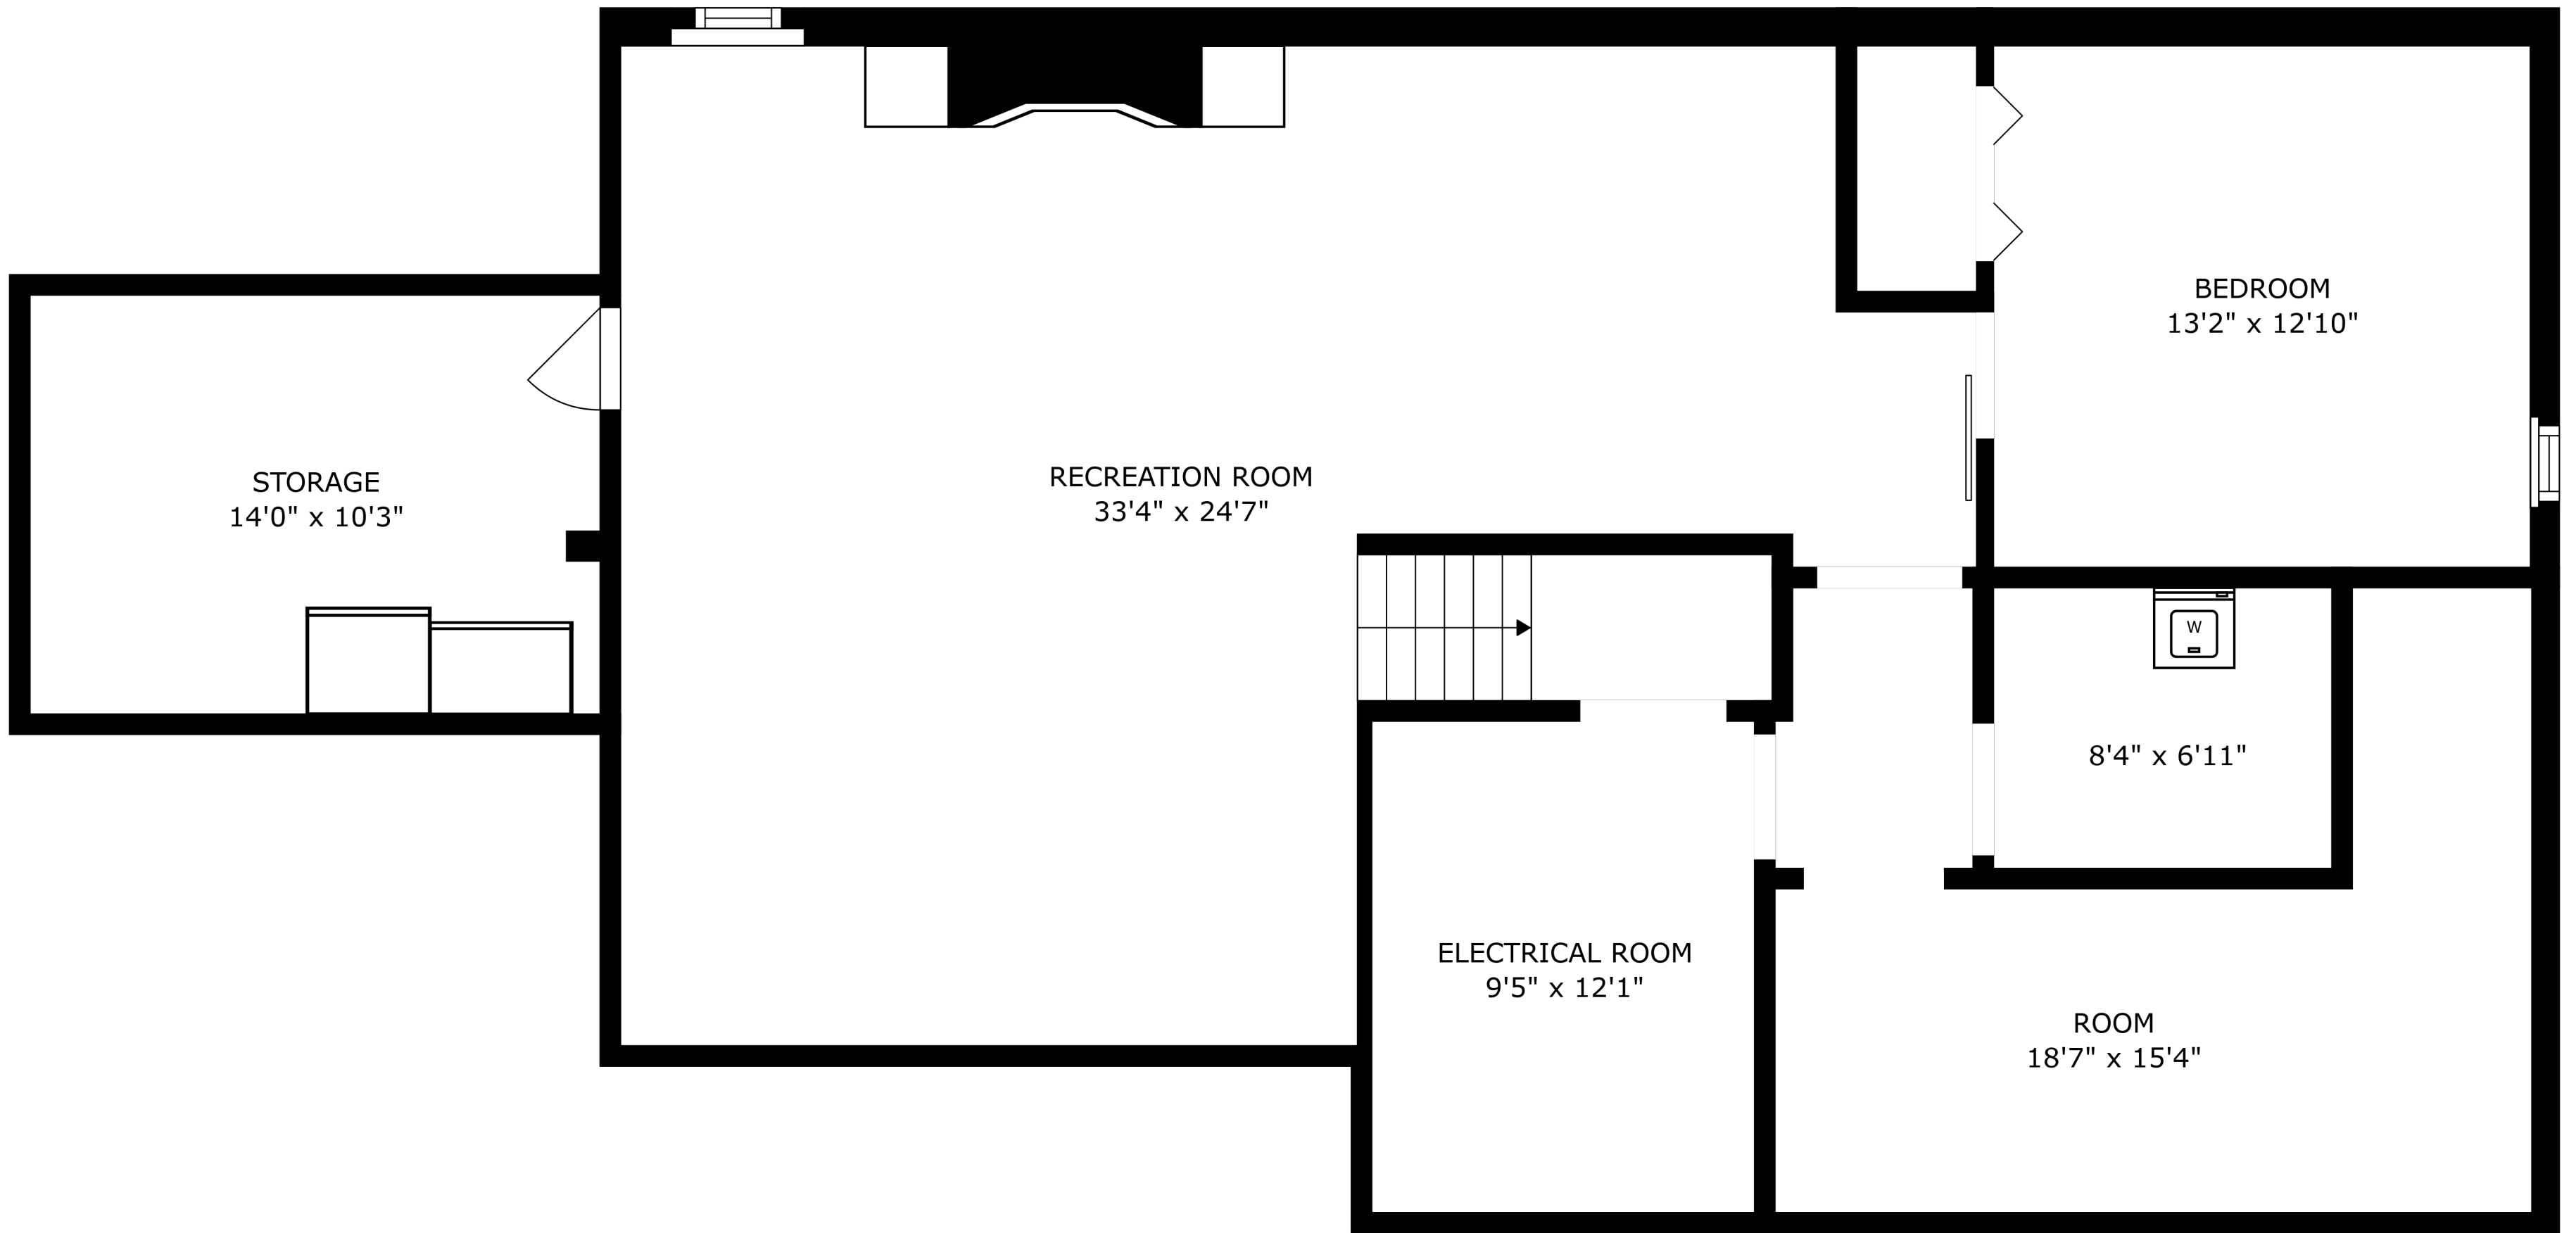 BEDROOM
13'2" x 12'10"
RECREATION ROOM
33'4" x 24'7"
STORAGE
14'0" x 10'3"
W
8'4" x 6'11"
ELECTRICAL ROOM
9'5" x 12'1"
ROOM
18'7" x 15'4"